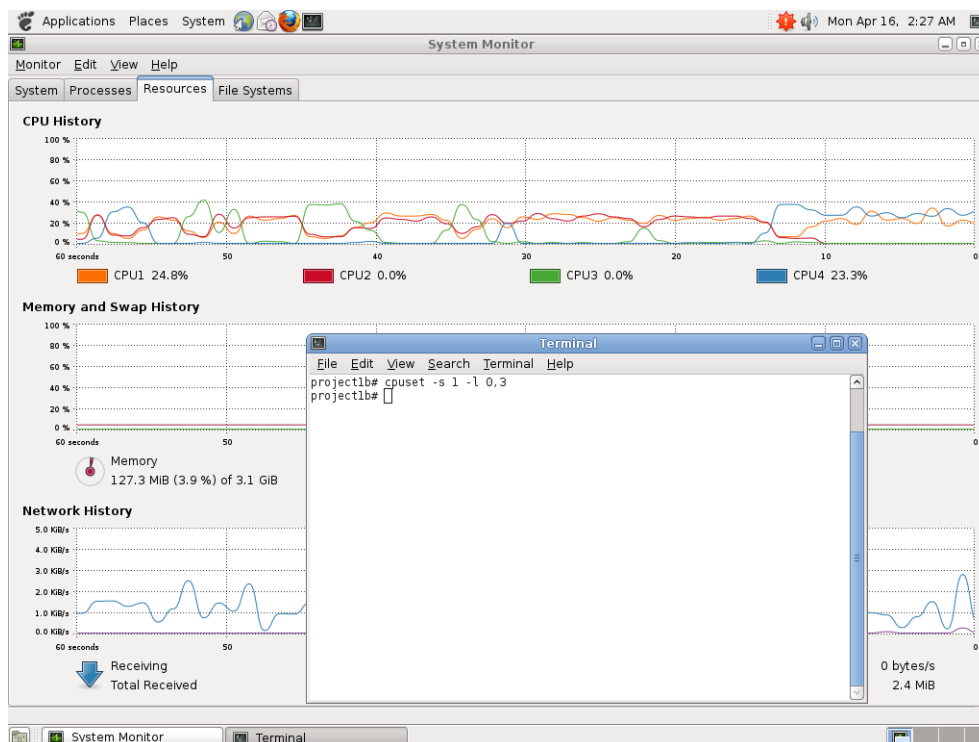 Applications Places System Mon Apr 16, 2:27 AM
System Monitor
Monitor Edit View Help
System Processes Resources File Systems
CPU History
100 %
80 %
60 %
40 %
20 %
0 %
60 seconds 50 40 30 20 10 0
CPU1 24.8% CPU2 0.0% CPU3 0.0% CPU4 23.3%
Memory and Swap History
100 %
80 %
60 %
40 %
20 %
0 %
60 seconds 50 0
Memory
127.3 MiB (3.9 %) of 3.1 GiB
Terminal
File Edit View Search Terminal Help
project1b# cpuset -s 1 -l 0,3
project1b#
Network History
5.0 KiB/s
4.0 KiB/s
3.0 KiB/s
2.0 KiB/s
1.0 KiB/s
0.0 KiB/s
60 seconds 50 0
Receiving 0 bytes/s
Total Received 2.4 MiB
System Monitor Terminal